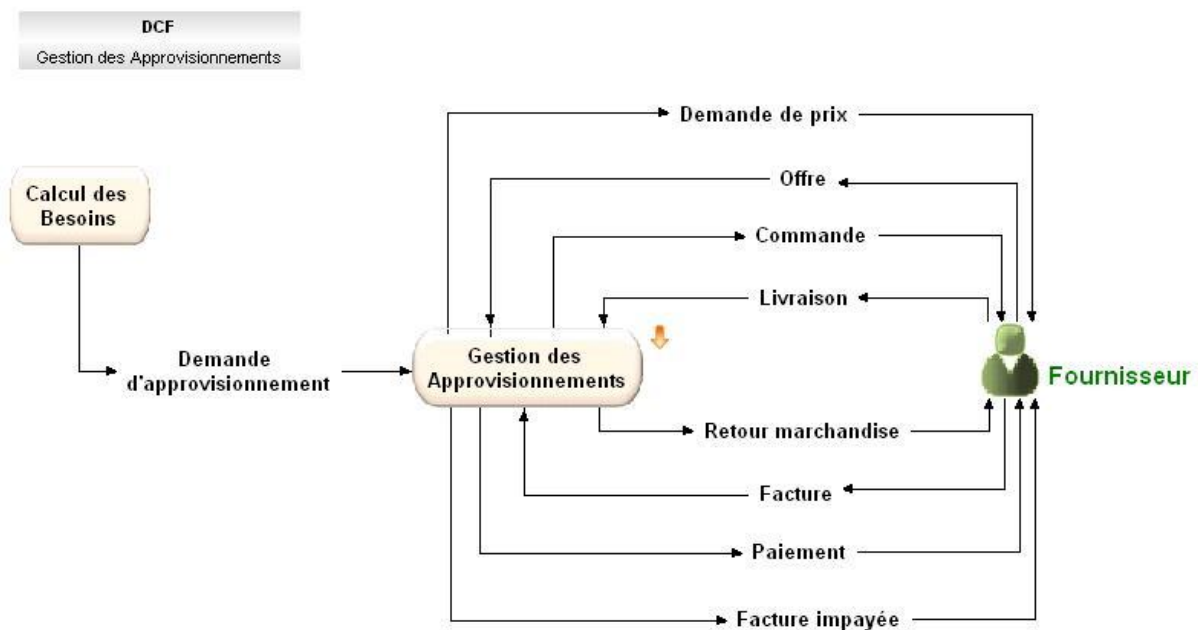 DCF
Gestion des Approvisionnements
Demande de prix
Calcul des
Besoins
Offre
Commande
Livraison
Demande
d'approvisionnement
Gestion des
Approvisionnements
Fournisseur
Retour marchandise
Facture
Paiement
Facture impayée